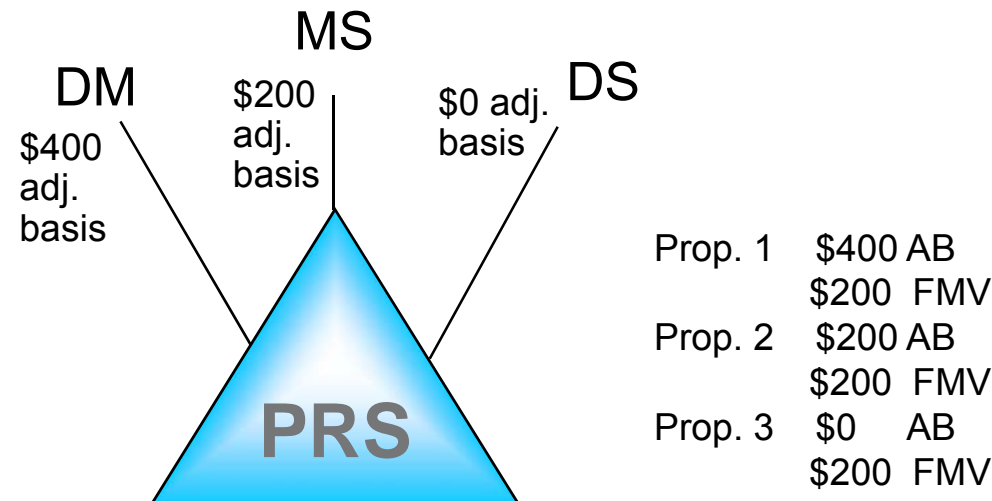 MS
DM
DS
$400
adj.
basis
$200
adj.
basis
$0 adj.
basis
PRS
Prop. 1 $400 AB
$200 FMV
Prop. 2 $200 AB
$200 FMV
Prop. 3 $0 AB
$200 FMV